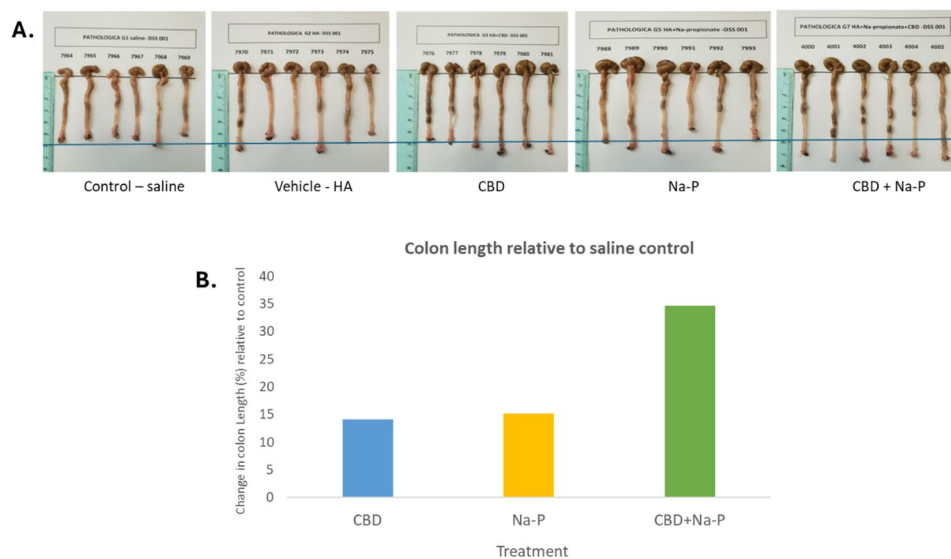 A.
PATHOLOGICA G1 saline- DSS 001
7964 7965 7966 7967 7968 7969
PATHOLOGICA G2 HA- DSS 001
7970 7971 7972 7973 7974 7975
PATHOLOGICA G3 HA+CBD -DSS 001
7976 7977 7978 7979 7980 7981
PATHOLOGICA G5 HA+Na-propionate -DSS 001
7988 7989 7990 7991 7992 7993
PATHOLOGICA G7 HA+Na-propionate+CBD -DSS 001
4000 4001 4002 4003 4004 4005
Control – saline
Vehicle - HA
CBD
Na-P
CBD + Na-P
B.
Colon length relative to saline control
Change in colon Length (%) relative to control
40
35
30
25
20
15
10
5
0
CBD
Na-P
CBD+Na-P
Treatment